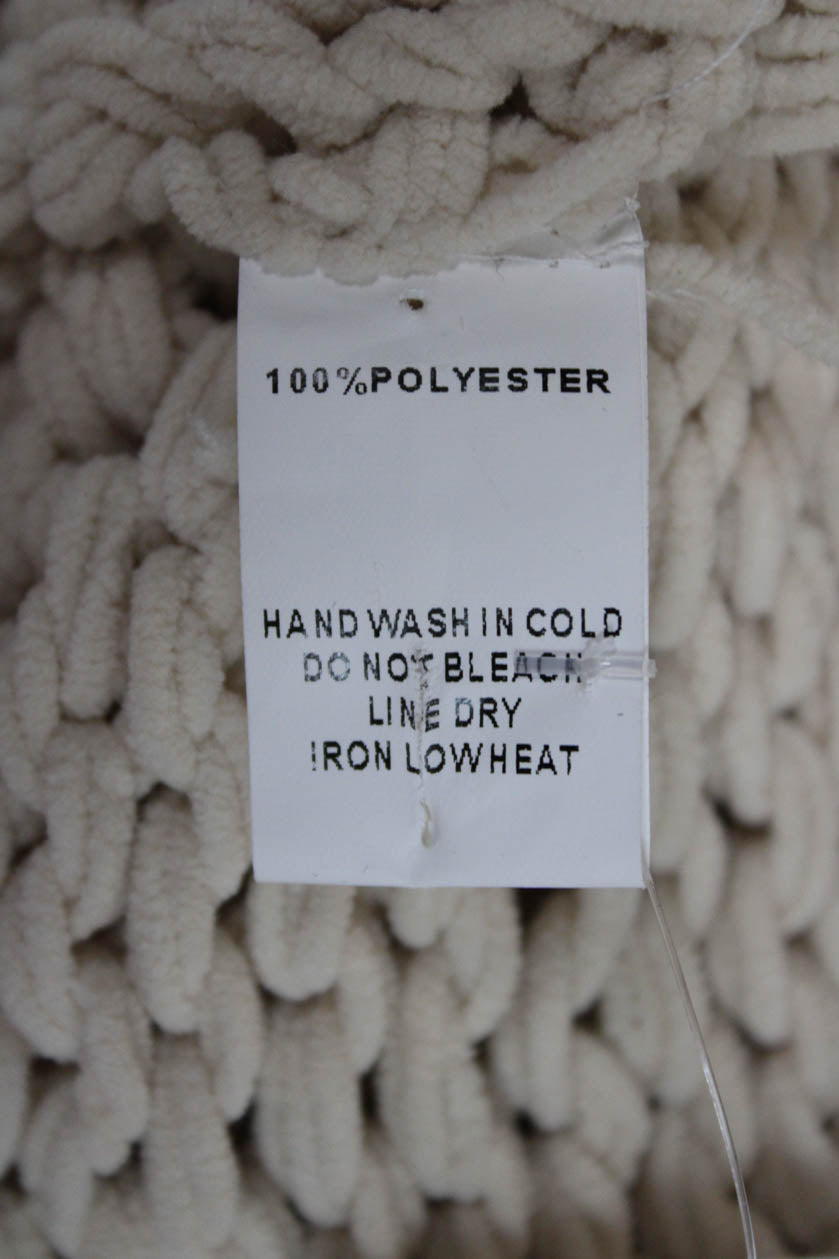 100%POLYESTER
HAND WASH IN COLD
DO NOT BLEACH
LINE DRY
IRON LOW HEAT